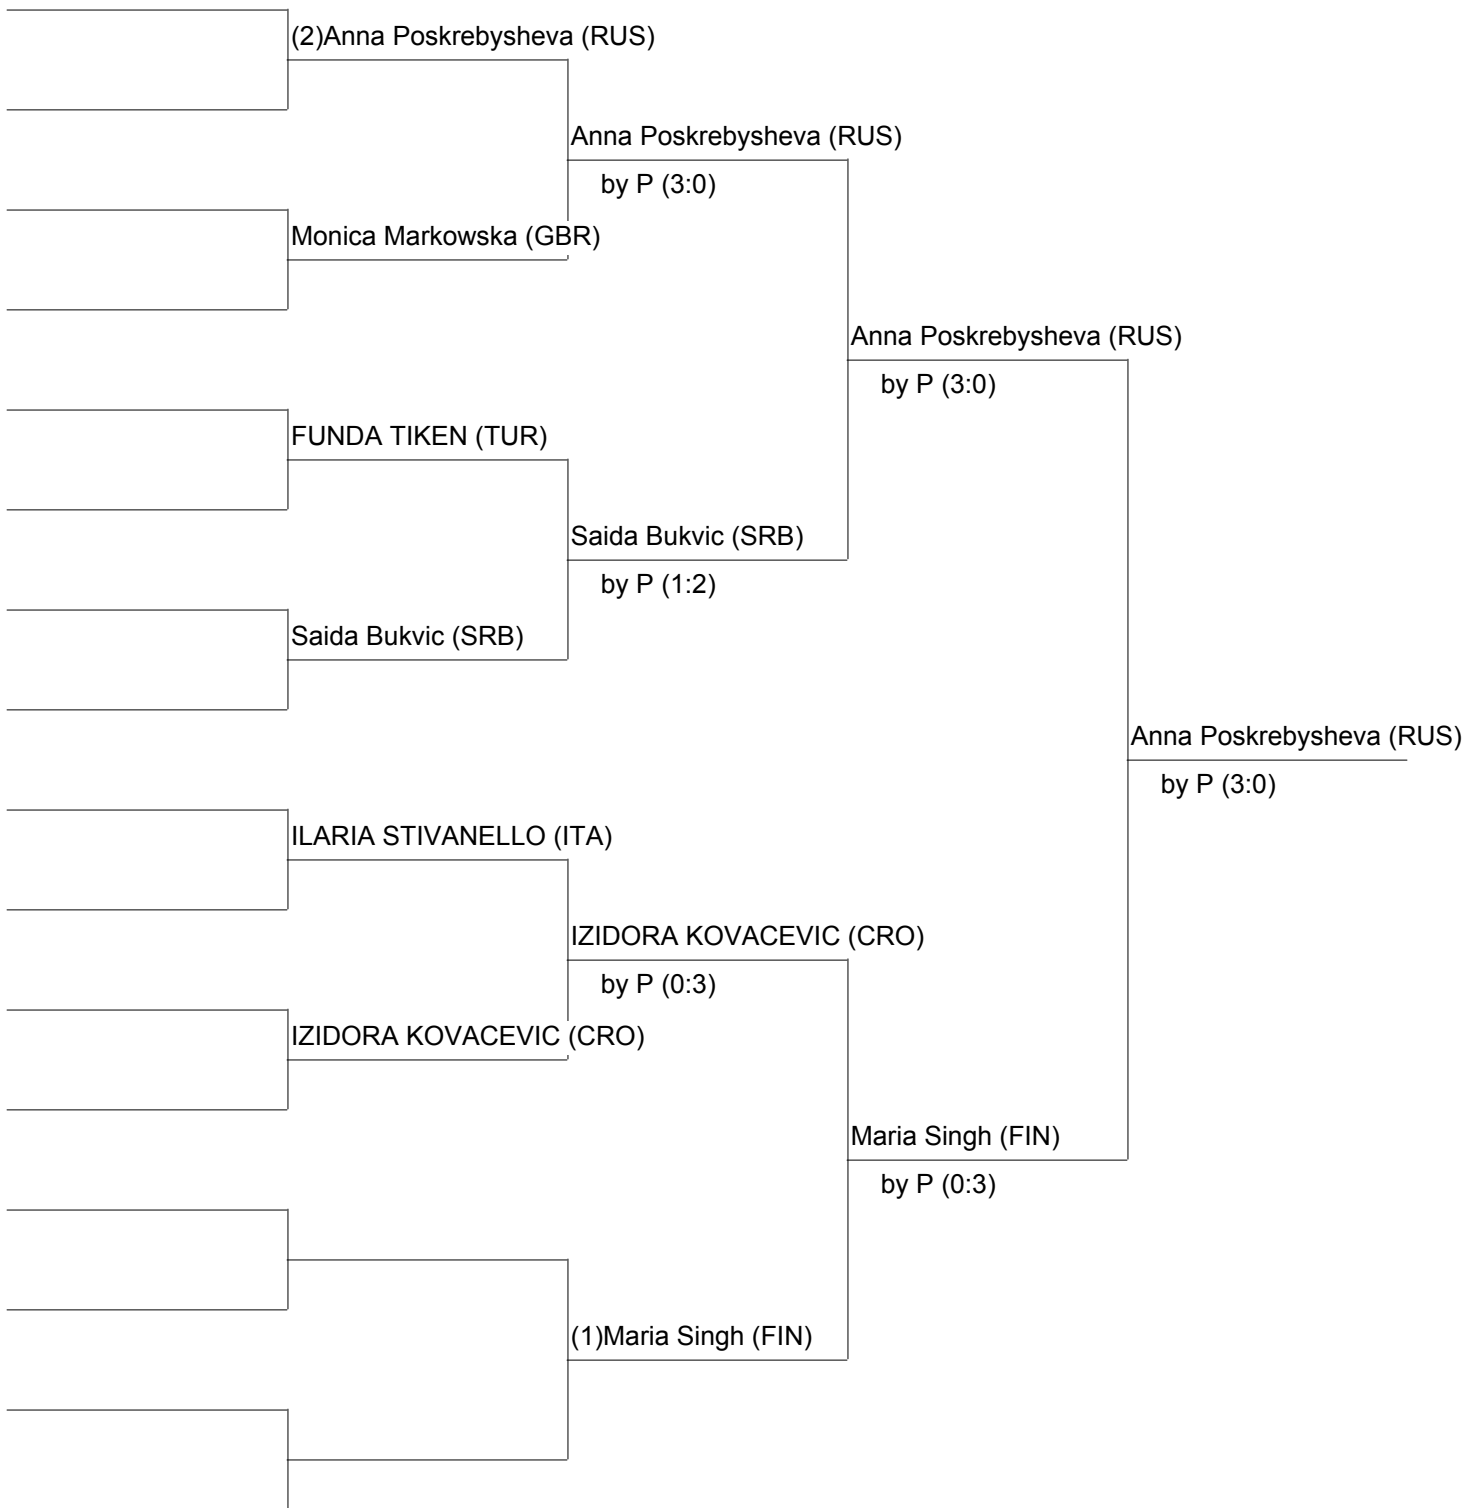 (2)Anna Poskrebysheva (RUS)
Anna Poskrebysheva (RUS)
by P (3:0)
Monica Markowska (GBR)
Anna Poskrebysheva (RUS)
by P (3:0)
FUNDA TIKEN (TUR)
Saida Bukvic (SRB)
by P (1:2)
Saida Bukvic (SRB)
Anna Poskrebysheva (RUS)
by P (3:0)
ILARIA STIVANELLO (ITA)
IZIDORA KOVACEVIC (CRO)
by P (0:3)
IZIDORA KOVACEVIC (CRO)
Maria Singh (FIN)
by P (0:3)
(1)Maria Singh (FIN)